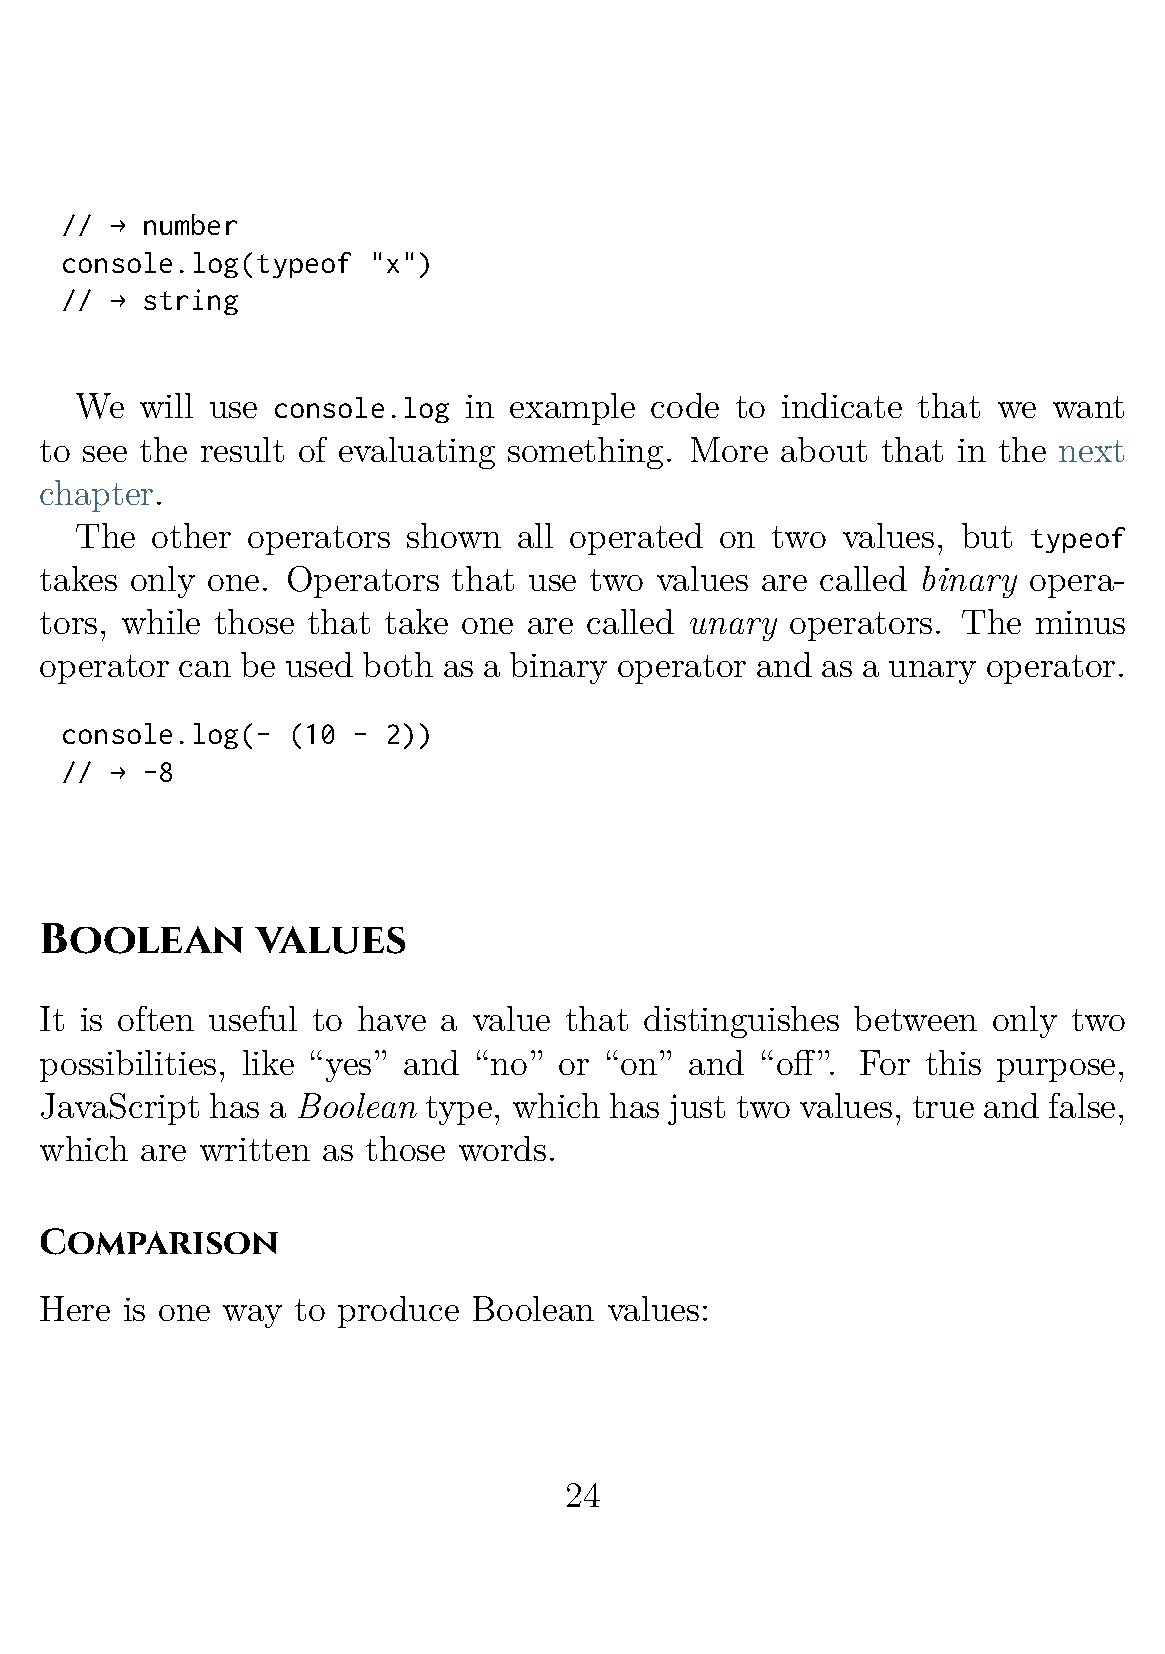 // → number
console.log(typeof "x")
// → string
We will use console.log in example code to indicate that we want
to see the result of evaluating something. More about that in the next
chapter.
The other operators shown all operated on two values, but typeof
takes only one. Operators that use two values are called binary opera-
tors, while those that take one are called unary operators. The minus
operator can be used both as a binary operator and as a unary operator.
console.log(- (10 - 2))
// → -8
Boolean values
It is often useful to have a value that distinguishes between only two
possibilities, like “yes” and “no” or “on” and “off”. For this purpose,
JavaScript has a Boolean type, which has just two values, true and false,
which are written as those words.
Comparison
Here is one way to produce Boolean values:
24